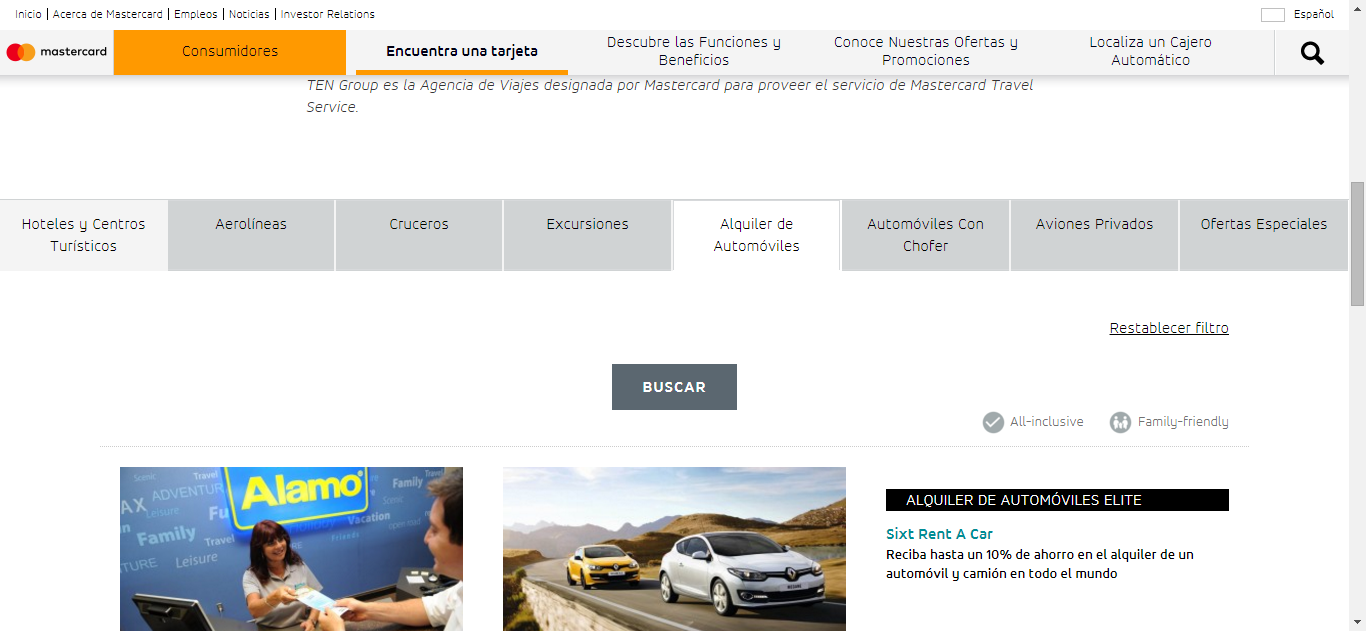 Inicio | Acerca de Mastercard | Empleos | Noticias | Investor Relations
Español
mastercard
Consumidores
Encuentra una tarjeta
Descubre las Funciones y
Beneficios
Conoce Nuestras Ofertas y
Promociones
Localiza un Cajero
Automático
TEN Group es la Agencia de Viajes designada por Mastercard para proveer el servicio de Mastercard Travel
Service.
Hoteles y Centros
Turísticos
Aerolíneas
Cruceros
Excursiones
Alquiler de
Automóviles
Automóviles Con
Chofer
Aviones Privados
Ofertas Especiales
Restablecer filtro
BUSCAR
All-inclusive
Family-friendly
Alamo
Scenic
Travel
ADVENTURE
Leisure
Family
Travel
Leisure
Family
Scenic
Vacation
Friends
ALQUILER DE AUTOMÓVILES ELITE
Sixt Rent A Car
Reciba hasta un 10% de ahorro en el alquiler de un
automóvil y camión en todo el mundo